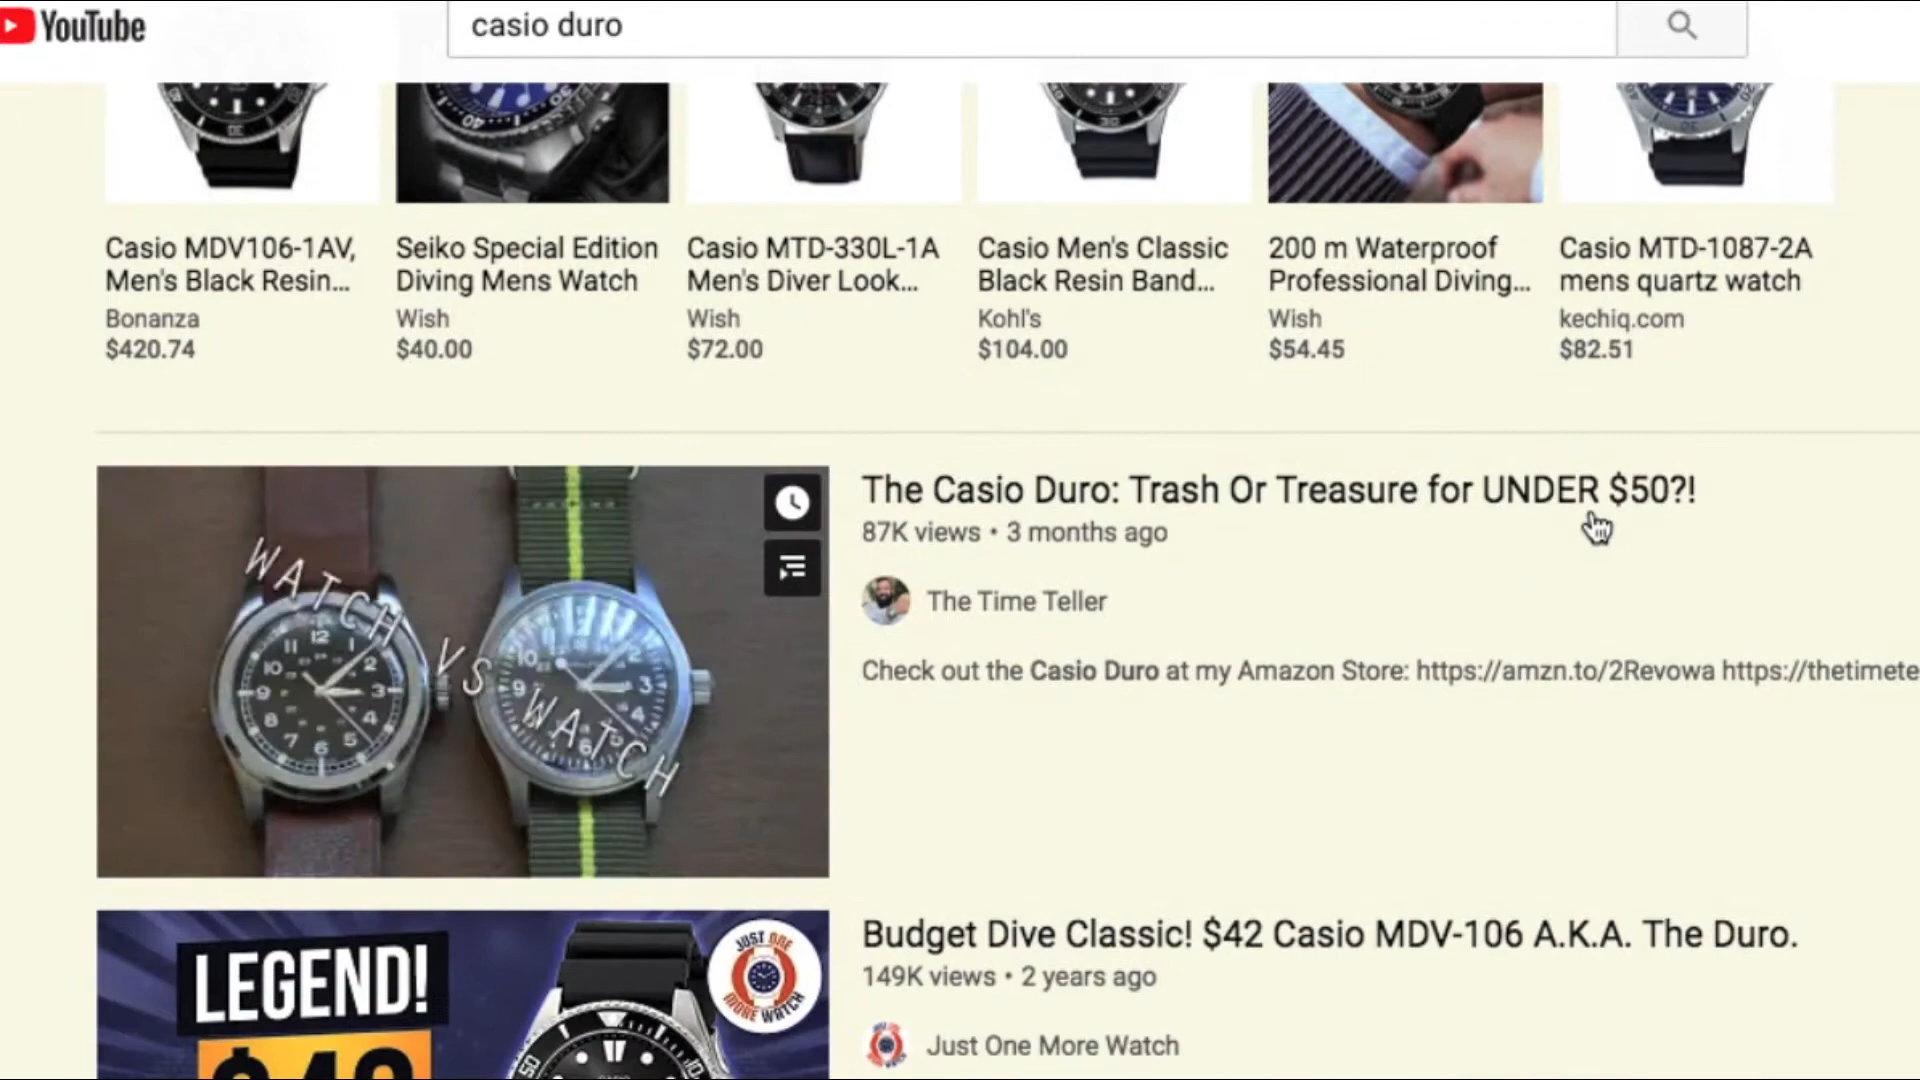 YouTube
casio duro
Casio MDV106-1AV,
Men's Black Resin...
Bonanza
$420.74
Seiko Special Edition
Diving Mens Watch
Wish
$40.00
Casio MTD-330L-1A
Men's Diver Look...
Wish
$72.00
Casio Men's Classic
Black Resin Band...
Kohl's
$104.00
200 m Waterproof
Professional Diving...
Wish
$54.45
Casio MTD-1087-2A
mens quartz watch
kechiq.com
$82.51
WATCH
VS
WATCH
The Casio Duro: Trash Or Treasure for UNDER $50?!
87K views • 3 months ago
The Time Teller
Check out the Casio Duro at my Amazon Store: https://amzn.to/2Revowa https://thetimete
LEGEND!
JUST ONE
MORE WATCH
Budget Dive Classic! $42 Casio MDV-106 A.K.A. The Duro.
149K views • 2 years ago
Just One More Watch